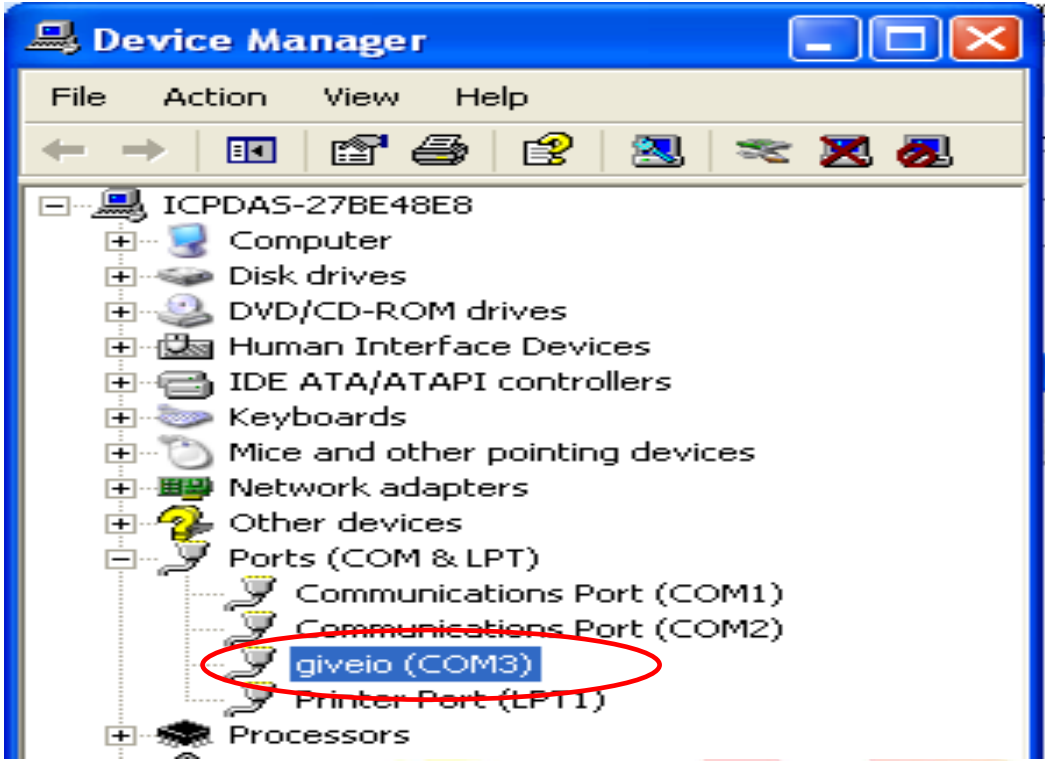 Device Manager
File Action View Help
ICPDAS-27BE48E8
Computer
Disk drives
DVD/CD-ROM drives
Human Interface Devices
IDE ATA/ATAPI controllers
Keyboards
Mice and other pointing devices
Network adapters
Other devices
Ports (COM & LPT)
Communications Port (COM1)
Communications Port (COM2)
giveio (COM3)
Printer Port (LPT1)
Processors